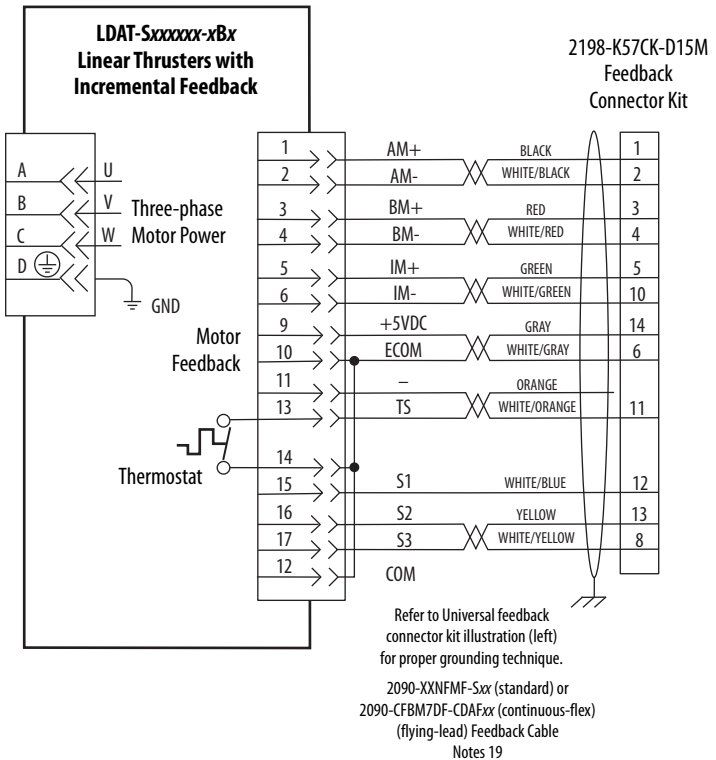 LDAT-Sxxxxxx-xBx
Linear Thrusters with
Incremental Feedback
2198-K57CK-D15M
Feedback
Connector Kit
A U
B V
C W
D
Three-phase
Motor Power
GND
Motor
Feedback
Thermostat
1 AM+ BLACK 1
2 AM- WHITE/BLACK 2
3 BM+ RED 3
4 BM- WHITE/RED 4
5 IM+ GREEN 5
6 IM- WHITE/GREEN 10
9 +5VDC GRAY 14
10 ECOM WHITE/GRAY 6
11 – ORANGE
13 TS WHITE/ORANGE 11
14
15 S1 WHITE/BLUE 12
16 S2 YELLOW 13
17 S3 WHITE/YELLOW 8
12 COM
Refer to Universal feedback
connector kit illustration (left)
for proper grounding technique.
2090-XXNFMF-Sxx (standard) or
2090-CFBM7DF-CDAFxx (continuous-flex)
(flying-lead) Feedback Cable
Notes 19